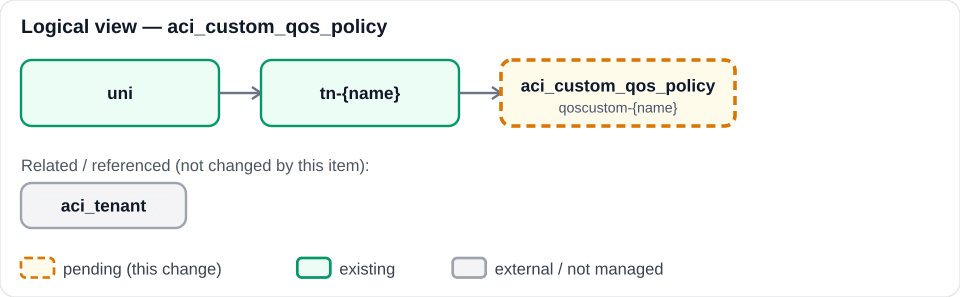 Logical view — aci_custom_qos_policy
uni
tn-{name}
aci_custom_qos_policy
qoscustom-{name}
Related / referenced (not changed by this item):
aci_tenant
pending (this change)
existing
external / not managed